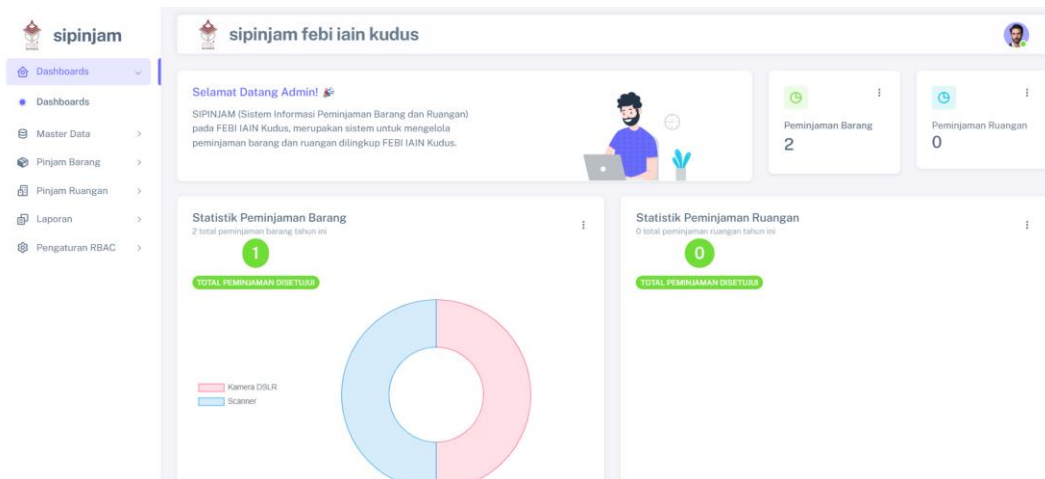 sipinjam
Dashboards
Dashboards
Master Data
Pinjam Barang
Pinjam Ruangan
Laporan
Pengaturan RBAC
sipinjam febi iain kudus
Selamat Datang Admin! 🎉
SIPINJAM (Sistem Informasi Peminjaman Barang dan Ruangan)
pada FEBI IAIN Kudus, merupakan sistem untuk mengelola
peminjaman barang dan ruangan dilingkup FEBI IAIN Kudus.
Peminjaman Barang
2
Peminjaman Ruangan
0
Statistik Peminjaman Barang
2 total peminjaman barang tahun ini
1
TOTAL PEMINJAMAN DISETUJUI
Kamera DSLR
Scanner
Statistik Peminjaman Ruangan
0 total peminjaman ruangan tahun ini
0
TOTAL PEMINJAMAN DISETUJUI